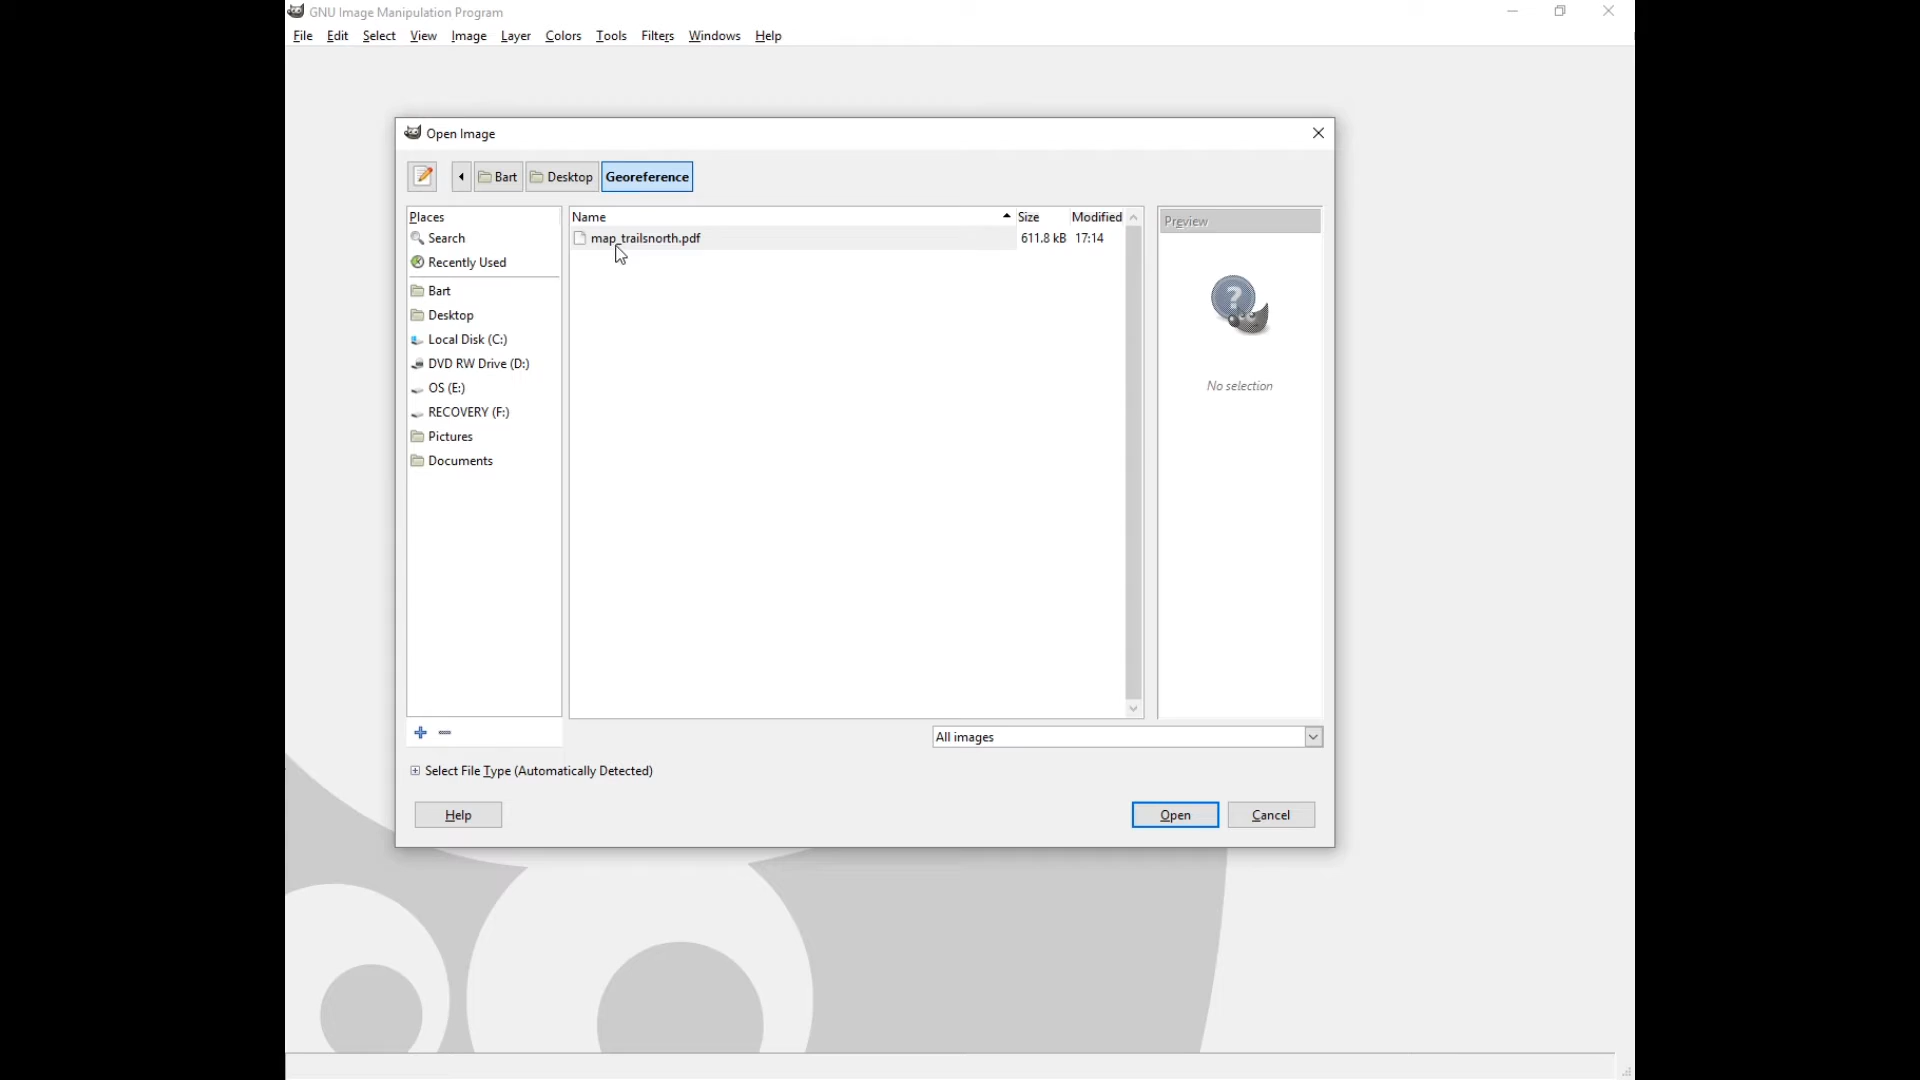 GNU Image Manipulation Program
File Edit Select View Image Layer Colors Tools Filters Windows Help
Open Image
Bart Desktop Georeference
Places
Search
Recently Used
Bart
Desktop
Local Disk (C:)
DVD RW Drive (D:)
OS (E:)
RECOVERY (F:)
Pictures
Documents
Name Size Modified
map_trailsnorth.pdf 611.8 kB 17:14
Preview
?
No selection
All images
Select File Type (Automatically Detected)
Help Open Cancel